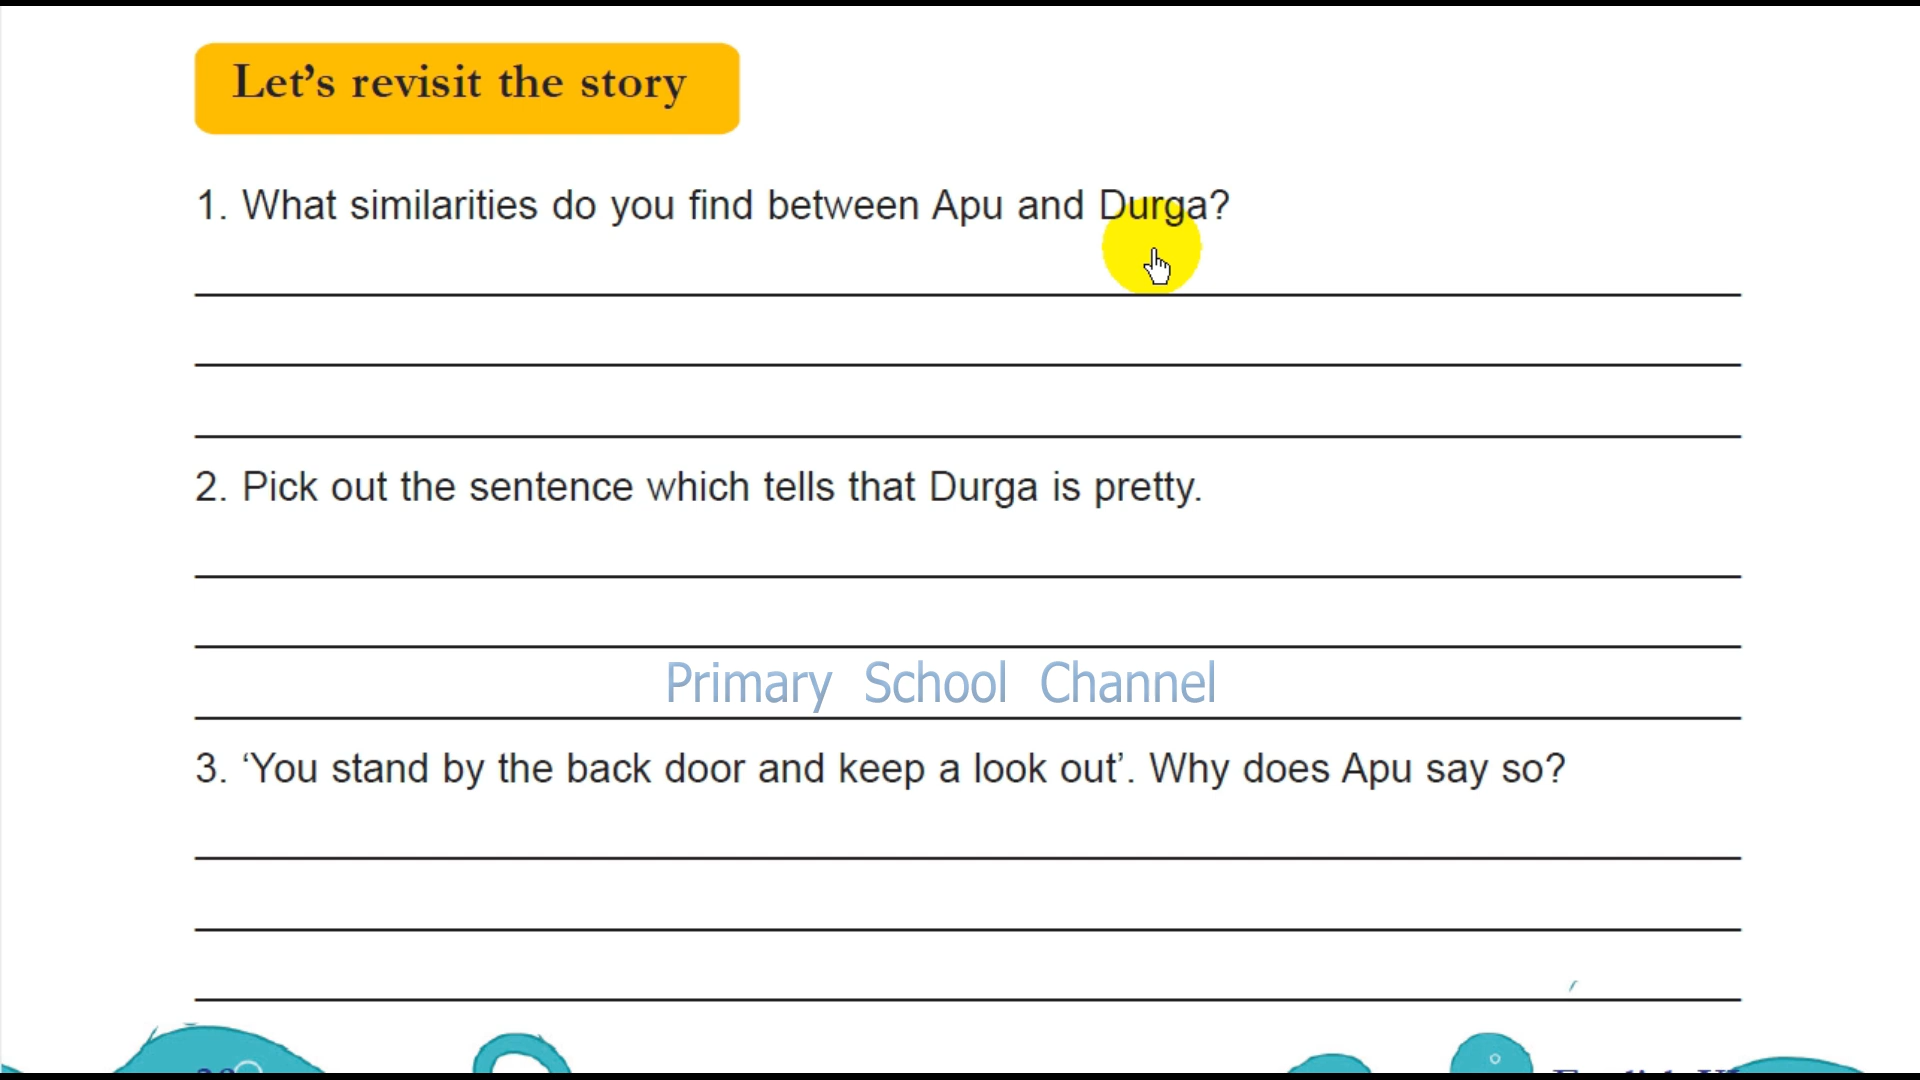 Let’s revisit the story
1. What similarities do you find between Apu and Durga?
2. Pick out the sentence which tells that Durga is pretty.
Primary School Channel
3. ‘You stand by the back door and keep a look out’. Why does Apu say so?